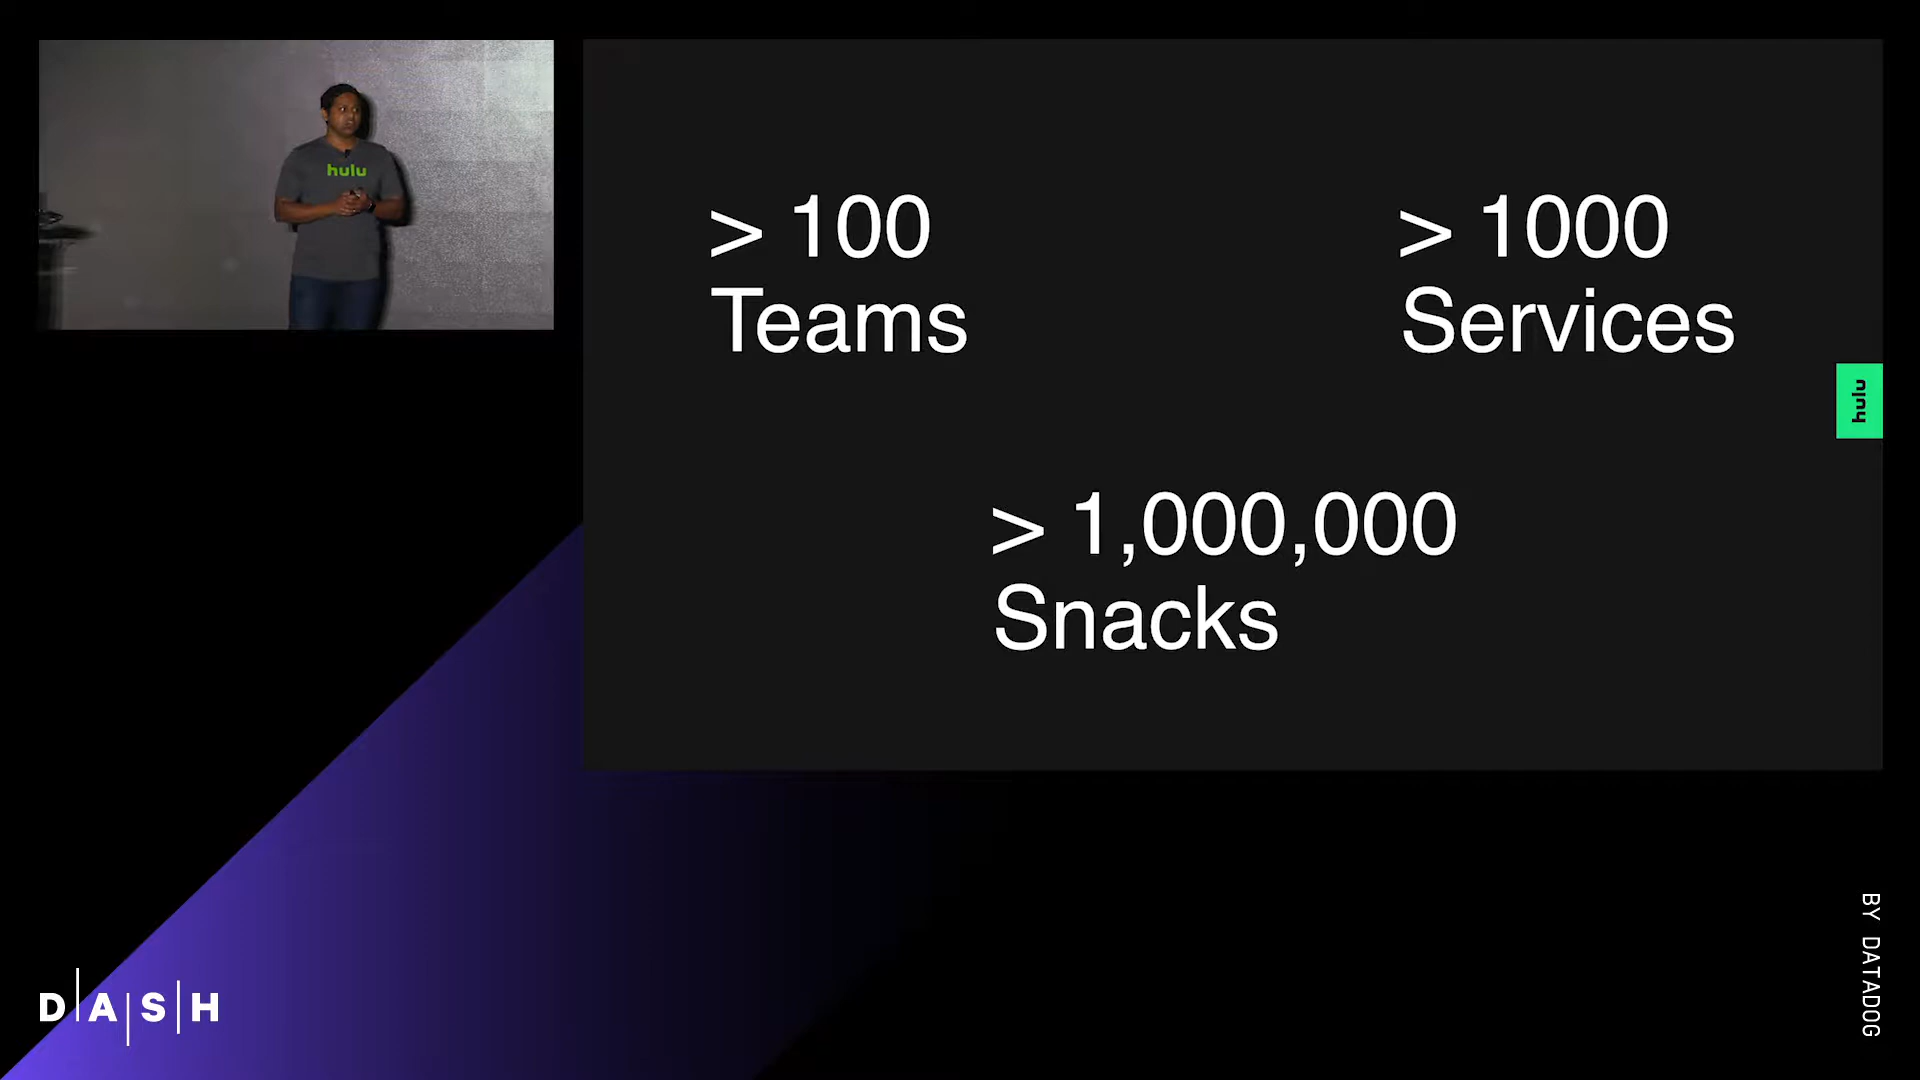 hulu
> 100
Teams
> 1000
Services
hulu
> 1,000,000
Snacks
DASH
BY DATADOG